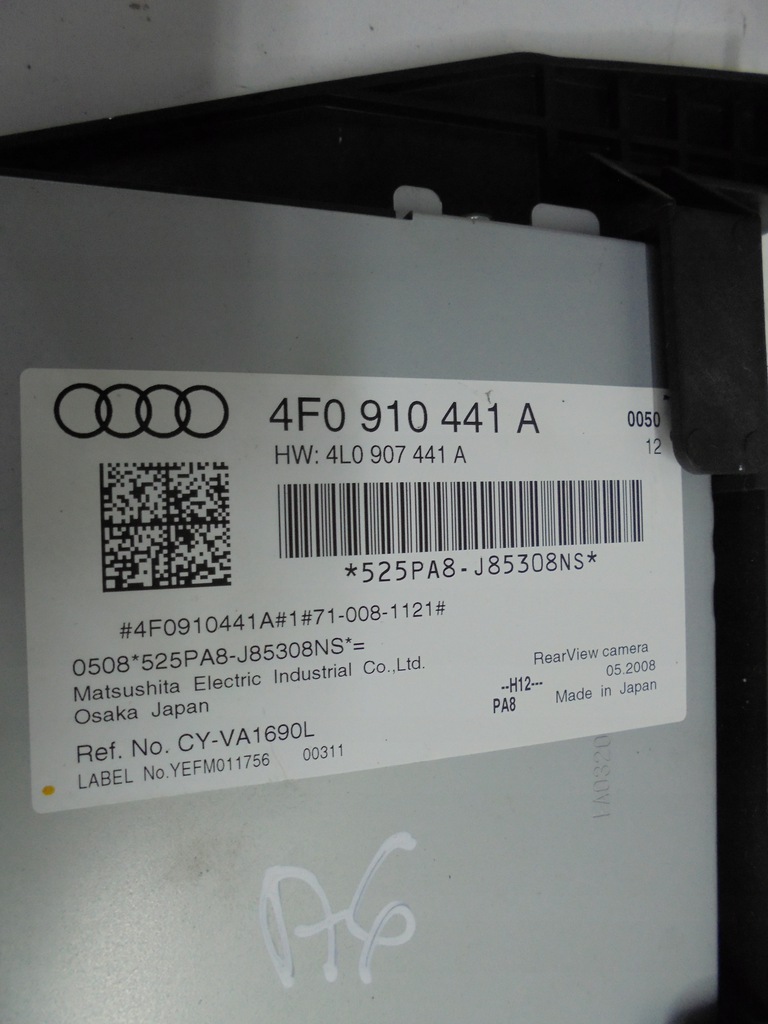 4F0 910 441 A
0050
HW: 4L0 907 441 A
12
*525PA8-J85308NS*
#4F0910441A#1#71-008-1121#
0508*525PA8-J85308NS*=
Matsushita Electric Industrial Co.,Ltd.
Osaka Japan
RearView camera
05.2008
--H12---
PA8
Made in Japan
Ref. No. CY-VA1690L
LABEL No.YEFM011756
00311
A6